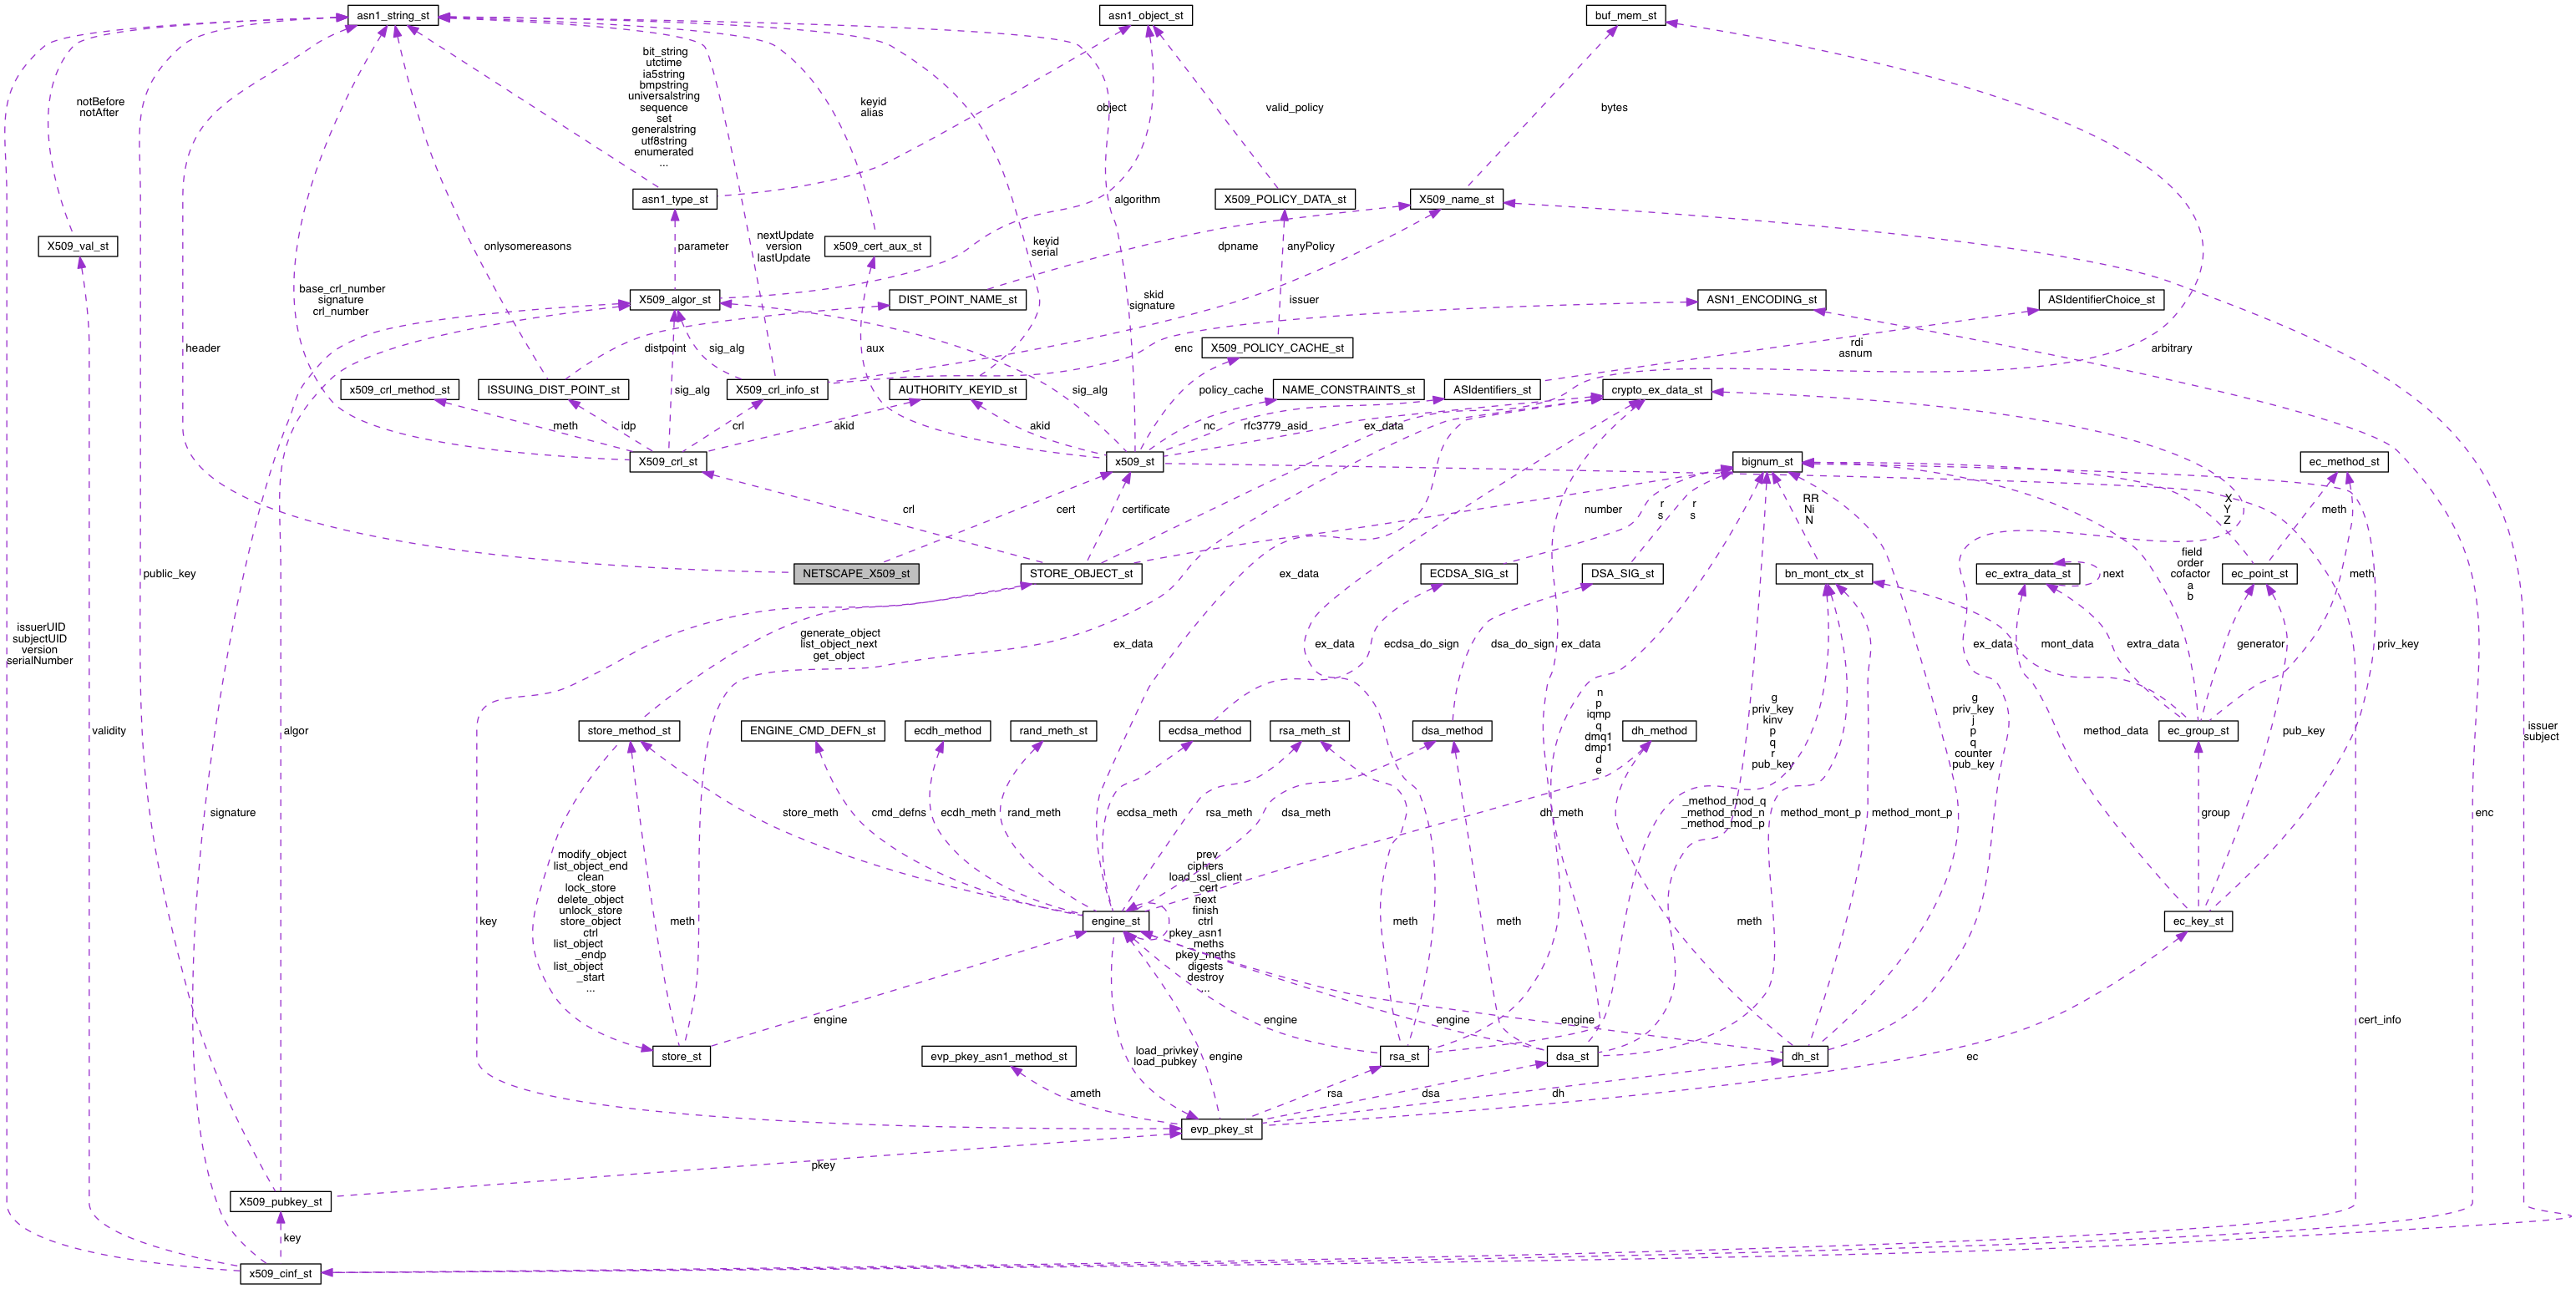 asn1_string_st
asn1_object_st
buf_mem_st
bit_string
utctime
ia5string
bmpstring
universalstring
sequence
set
generalstring
utf8string
enumerated
...
notBefore
notAfter
keyid
alias
object
valid_policy
bytes
asn1_type_st
X509_POLICY_DATA_st
X509_name_st
algorithm
X509_val_st
onlysomereasons
parameter
nextUpdate
version
lastUpdate
x509_cert_aux_st
keyid
serial
dpname
anyPolicy
base_crl_number
signature
crl_number
X509_algor_st
DIST_POINT_NAME_st
skid
signature
issuer
ASN1_ENCODING_st
ASIdentifierChoice_st
header
distpoint
sig_alg
aux
enc
X509_POLICY_CACHE_st
rdi
asnum
arbitrary
x509_crl_method_st
ISSUING_DIST_POINT_st
sig_alg
X509_crl_info_st
AUTHORITY_KEYID_st
sig_alg
policy_cache
NAME_CONSTRAINTS_st
ASIdentifiers_st
crypto_ex_data_st
meth
idp
crl
akid
akid
nc
rfc3779_asid
ex_data
X509_crl_st
x509_st
bignum_st
ec_method_st
crl
cert
certificate
number
r
s
r
s
RR
Ni
N
X
Y
Z
meth
public_key
NETSCAPE_X509_st
STORE_OBJECT_st
ex_data
ECDSA_SIG_st
DSA_SIG_st
bn_mont_ctx_st
ec_extra_data_st
next
field
order
cofactor
a
b
ec_point_st
meth
issuerUID
subjectUID
version
serialNumber
generate_object
list_object_next
get_object
ex_data
ex_data
ecdsa_do_sign
dsa_do_sign
ex_data
ex_data
mont_data
extra_data
generator
priv_key
validity
algor
store_method_st
ENGINE_CMD_DEFN_st
ecdh_method
rand_meth_st
ecdsa_method
rsa_meth_st
dsa_method
n
p
iqmp
q
dmq1
dmp1
d
e
dh_method
g
priv_key
kinv
p
q
r
pub_key
g
priv_key
j
p
q
counter
pub_key
method_data
ec_group_st
pub_key
issuer
subject
signature
store_meth
cmd_defns
ecdh_meth
rand_meth
ecdsa_meth
rsa_meth
dsa_meth
dh_meth
_method_mod_q
_method_mod_n
_method_mod_p
method_mont_p
method_mont_p
group
enc
modify_object
list_object_end
clean
lock_store
delete_object
unlock_store
store_object
ctrl
list_object
_endp
list_object
_start
...
key
meth
engine_st
prev
ciphers
load_ssl_client
_cert
next
finish
ctrl
pkey_asn1
_meths
pkey_meths
digests
destroy
...
meth
meth
meth
ec_key_st
engine
engine
engine
engine
cert_info
store_st
evp_pkey_asn1_method_st
load_privkey
load_pubkey
engine
rsa_st
dsa_st
dh_st
ec
ameth
rsa
dsa
dh
evp_pkey_st
pkey
X509_pubkey_st
key
x509_cinf_st